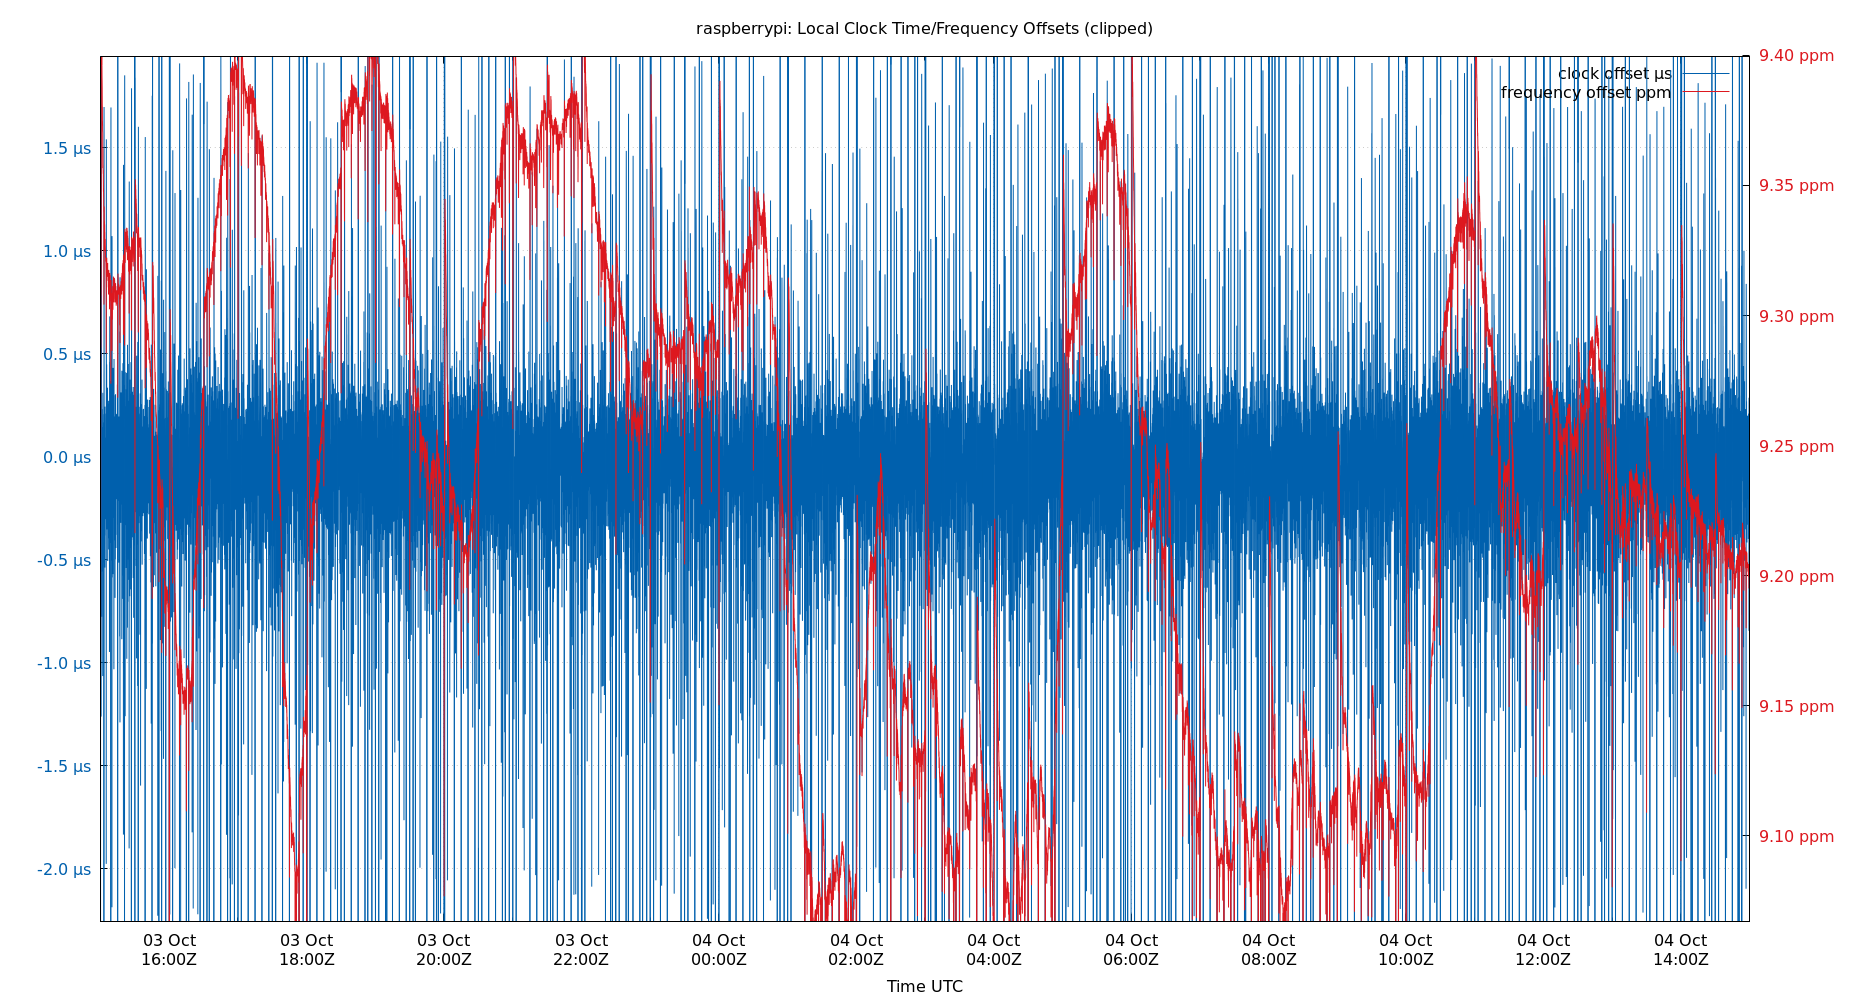 raspberrypi: Local Clock Time/Frequency Offsets (clipped)
clock offset µs
frequency offset ppm
1.5 µs
1.0 µs
0.5 µs
0.0 µs
-0.5 µs
-1.0 µs
-1.5 µs
-2.0 µs
9.40 ppm
9.35 ppm
9.30 ppm
9.25 ppm
9.20 ppm
9.15 ppm
9.10 ppm
03 Oct 03 Oct 03 Oct 03 Oct 04 Oct 04 Oct 04 Oct 04 Oct 04 Oct 04 Oct 04 Oct 04 Oct
16:00Z 18:00Z 20:00Z 22:00Z 00:00Z 02:00Z 04:00Z 06:00Z 08:00Z 10:00Z 12:00Z 14:00Z
Time UTC